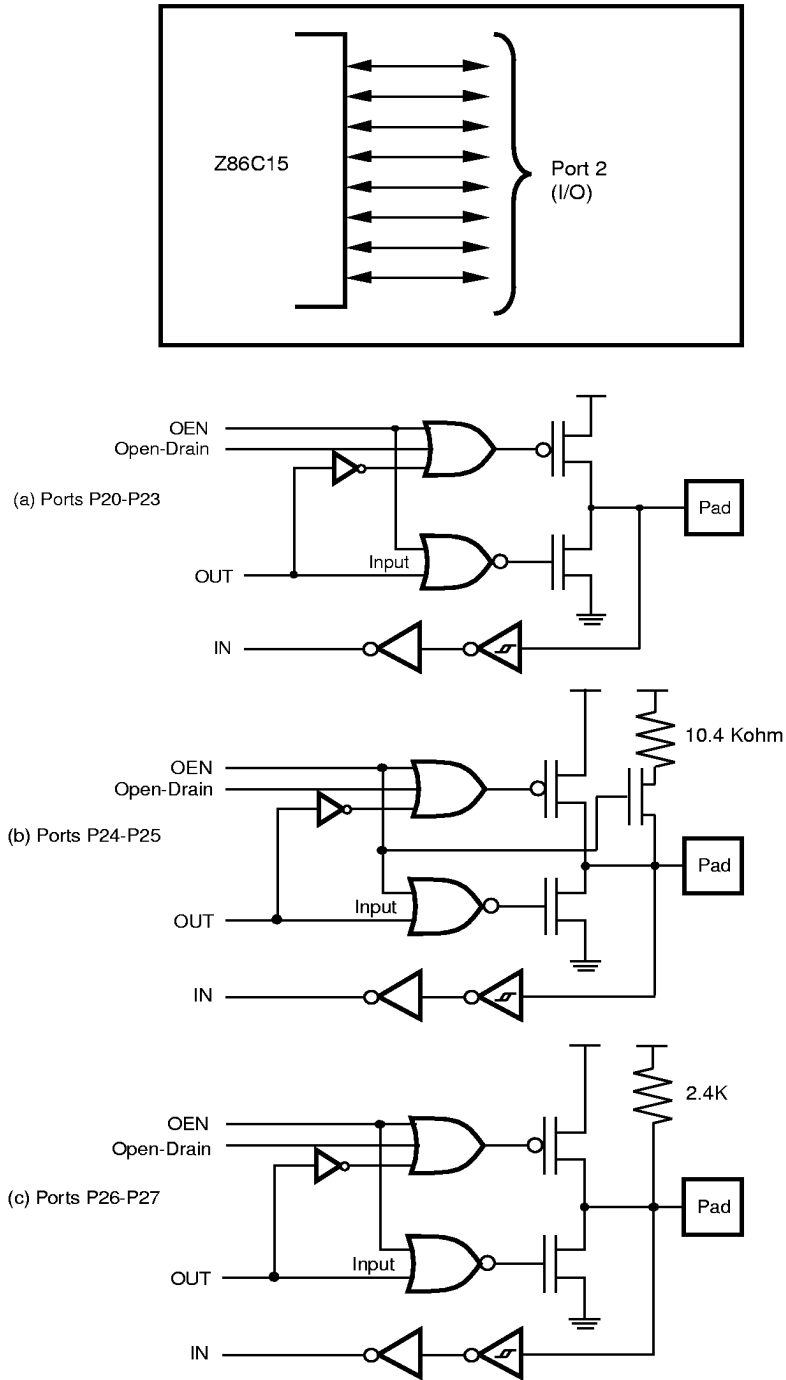 Z86C15
Port 2
(I/O)
OEN
Open-Drain
(a) Ports P20-P23
Pad
Input
OUT
IN
10.4 Kohm
OEN
Open-Drain
(b) Ports P24-P25
Pad
Input
OUT
IN
2.4K
OEN
Open-Drain
(c) Ports P26-P27
Pad
Input
OUT
IN